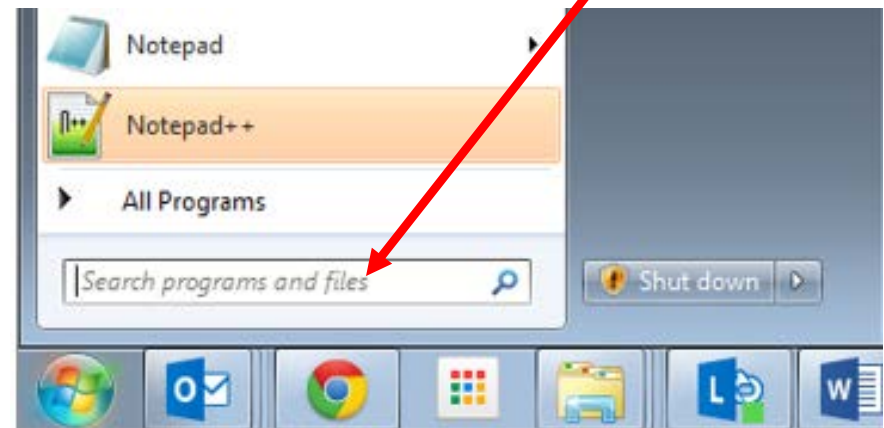 Notepad
Notepad++
All Programs
Search programs and files
Shut down